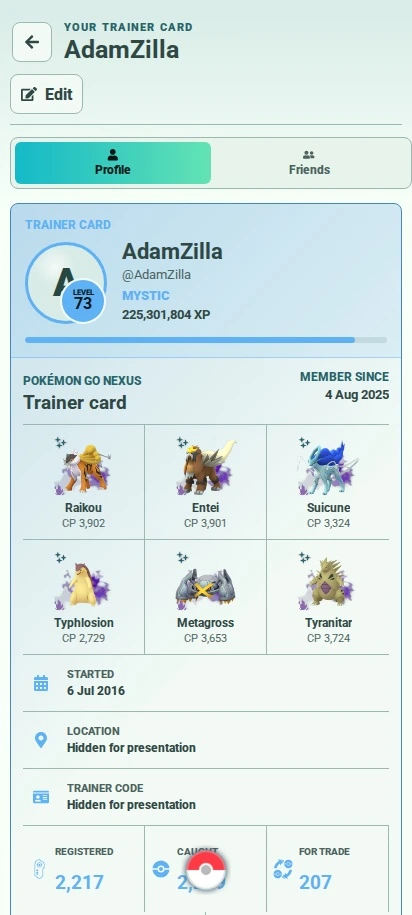 YOUR TRAINER CARD
AdamZilla
Edit
Profile
Friends
TRAINER CARD
A
LEVEL
73
AdamZilla
@AdamZilla
MYSTIC
225,301,804 XP
POKÉMON GO NEXUS
Trainer card
MEMBER SINCE
4 Aug 2025
Raikou
CP 3,902
Entei
CP 3,901
Suicune
CP 3,324
Typhlosion
CP 2,729
Metagross
CP 3,653
Tyranitar
CP 3,724
STARTED
6 Jul 2016
LOCATION
Hidden for presentation
TRAINER CODE
Hidden for presentation
REGISTERED
2,217
FOR TRADE
207